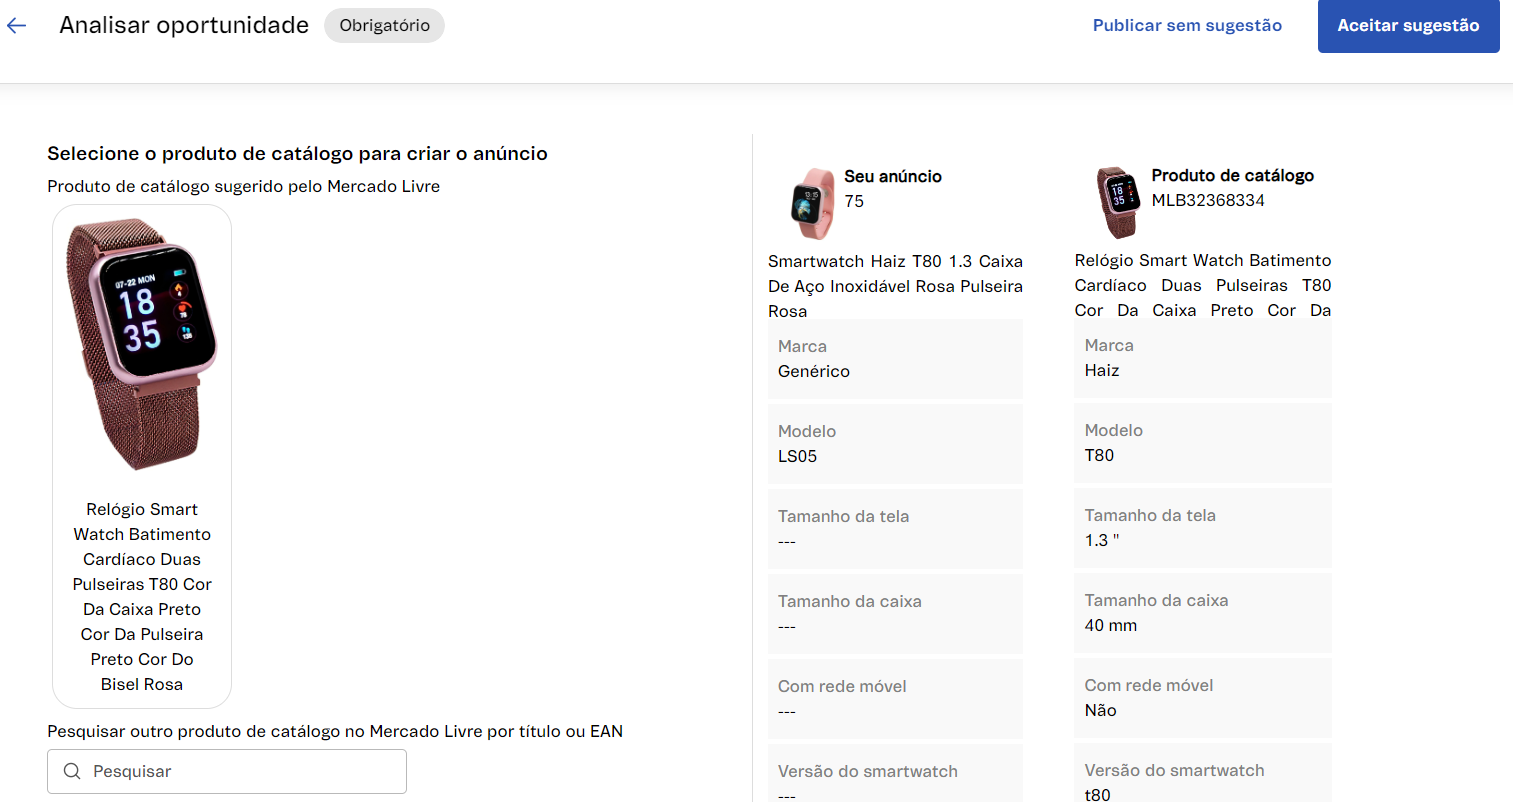 Analisar oportunidade
Obrigatório
Publicar sem sugestão
Aceitar sugestão
Selecione o produto de catálogo para criar o anúncio
Produto de catálogo sugerido pelo Mercado Livre
07-22 MON
18
35
Relógio Smart
Watch Batimento
Cardíaco Duas
Pulseiras T80 Cor
Da Caixa Preto
Cor Da Pulseira
Preto Cor Do
Bisel Rosa
Pesquisar outro produto de catálogo no Mercado Livre por título ou EAN
Pesquisar
Seu anúncio
75
Smartwatch Haiz T80 1.3 Caixa
De Aço Inoxidável Rosa Pulseira
Rosa
Marca
Genérico
Modelo
LS05
Tamanho da tela
---
Tamanho da caixa
---
Com rede móvel
---
Versão do smartwatch
---
Produto de catálogo
MLB32368334
18
35
Relógio Smart Watch Batimento
Cardíaco Duas Pulseiras T80
Cor Da Caixa Preto Cor Da
Marca
Haiz
Modelo
T80
Tamanho da tela
1.3 "
Tamanho da caixa
40 mm
Com rede móvel
Não
Versão do smartwatch
t80